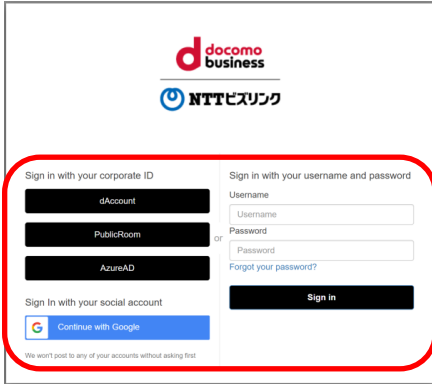 docomo
business
NTTビズリンク
Sign in with your corporate ID
dAccount
PublicRoom
AzureAD
Sign In with your social account
Continue with Google
We won't post to any of your accounts without asking first
or
Sign in with your username and password
Username
Username
Password
Password
Forgot your password?
Sign in